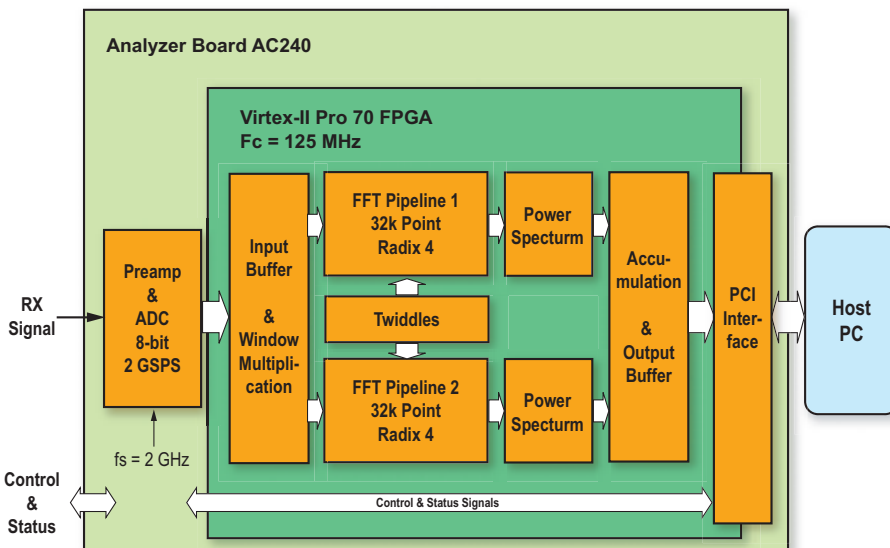 Analyzer Board AC240
Virtex-II Pro 70 FPGA
Fc = 125 MHz
RX
Signal
Preamp
&
ADC
8-bit
2 GSPS
fs = 2 GHz
Input
Buffer
&
Window
Multipli-
cation
FFT Pipeline 1
32k Point
Radix 4
Twiddles
FFT Pipeline 2
32k Point
Radix 4
Power
Specturm
Power
Specturm
Accu-
mulation
&
Output
Buffer
PCI
Inter-
face
Host
PC
Control
&
Status
Control & Status Signals